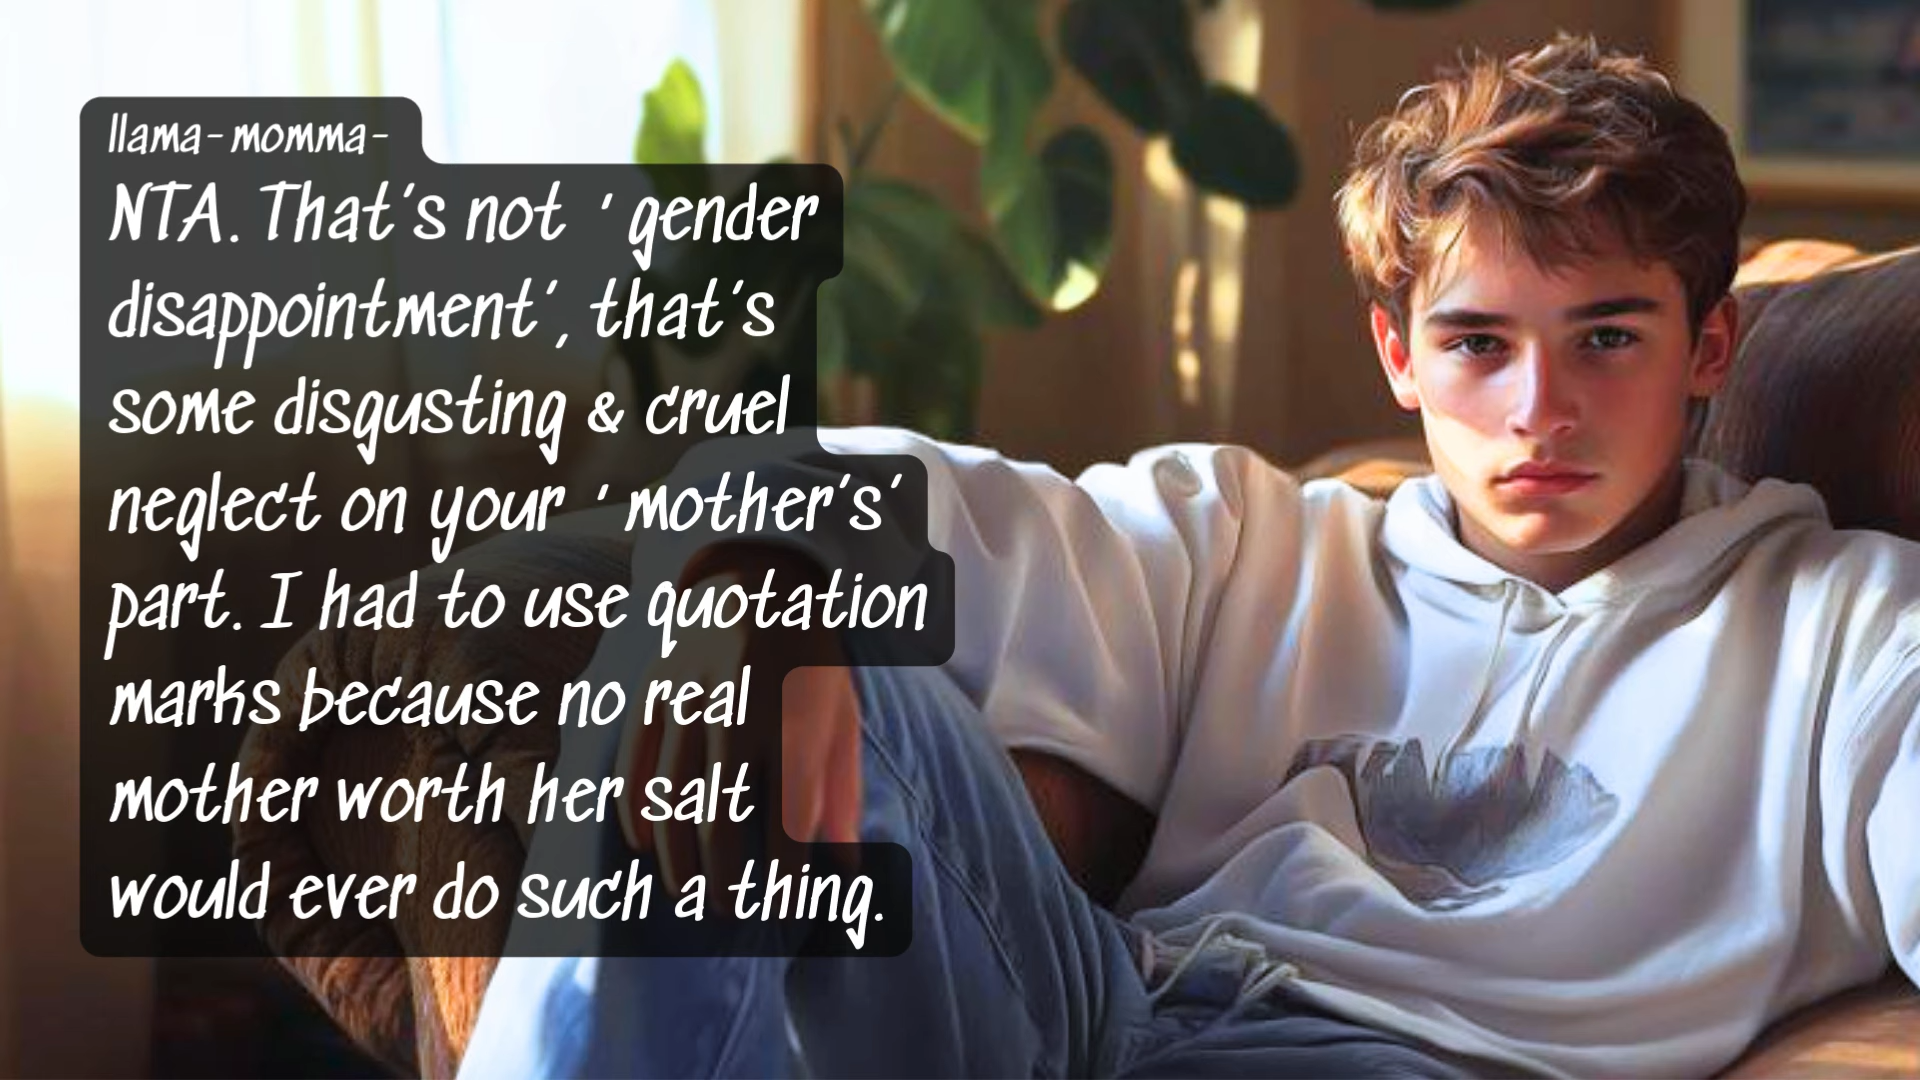 llama-momma-
NTA. That's not 'gender
disappointment', that's
some disgusting & cruel
neglect on your 'mother's'
part. I had to use quotation
marks because no real
mother worth her salt
would ever do such a thing.